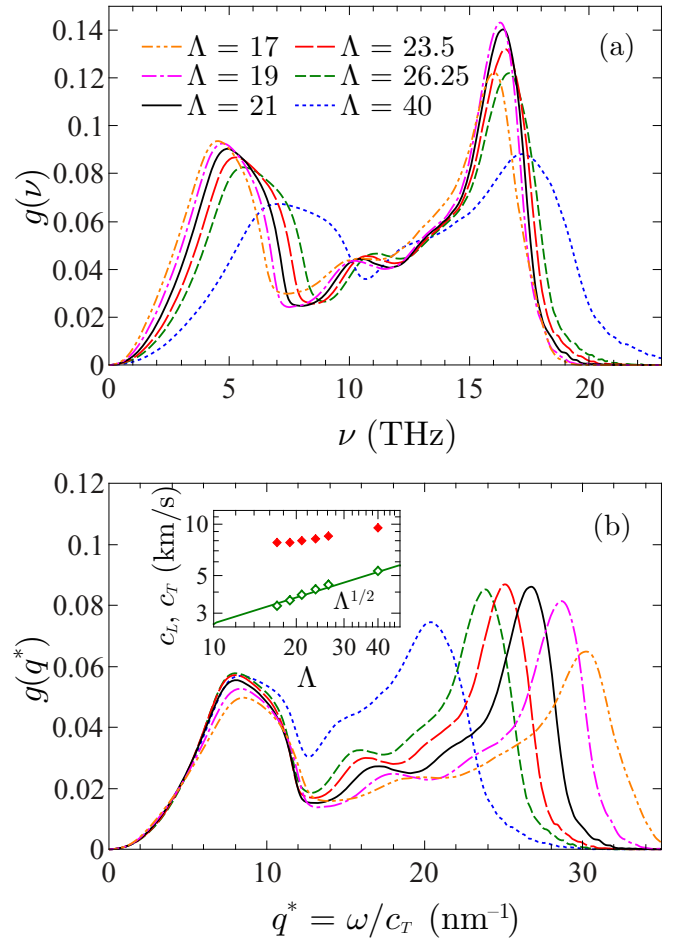 0.14
0.12
0.1
0.08
0.06
0.04
0.02
0
g(ν)
Λ = 17
Λ = 19
Λ = 21
Λ = 23.5
Λ = 26.25
Λ = 40
(a)
0 5 10 15 20
ν (THz)
0.12
0.1
0.08
0.06
0.04
0.02
0
g(q*)
(b)
c_L, c_T (km/s)
10
5
3
Λ^{1/2}
10 20 30 40
Λ
0 10 20 30
q* = ω/c_T (nm⁻¹)